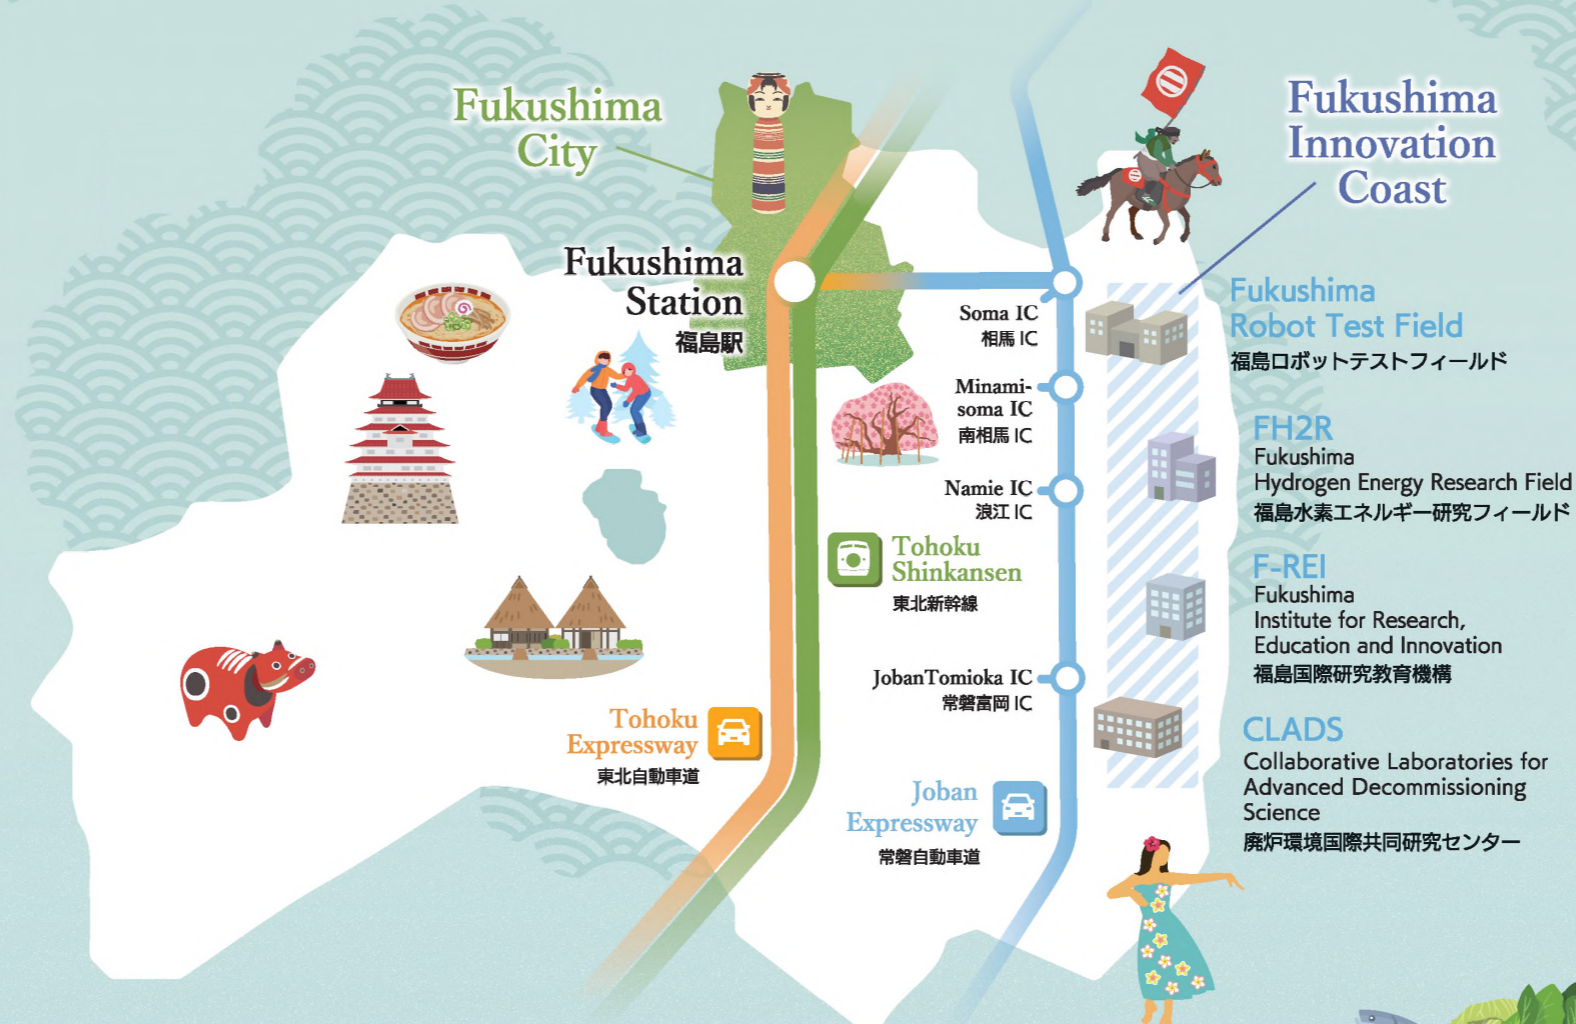 Fukushima
City
Fukushima
Innovation
Coast
Fukushima
Station
福島駅
Soma IC
相馬 IC
Minami-
soma IC
南相馬 IC
Namie IC
浪江 IC
Tohoku
Shinkansen
東北新幹線
JobanTomioka IC
常磐富岡 IC
Tohoku
Expressway
東北自動車道
Joban
Expressway
常磐自動車道
Fukushima
Robot Test Field
福島ロボットテストフィールド
FH2R
Fukushima
Hydrogen Energy Research Field
福島水素エネルギー研究フィールド
F-REI
Fukushima
Institute for Research,
Education and Innovation
福島国際研究教育機構
CLADS
Collaborative Laboratories for
Advanced Decommissioning
Science
廃炉環境国際共同研究センター